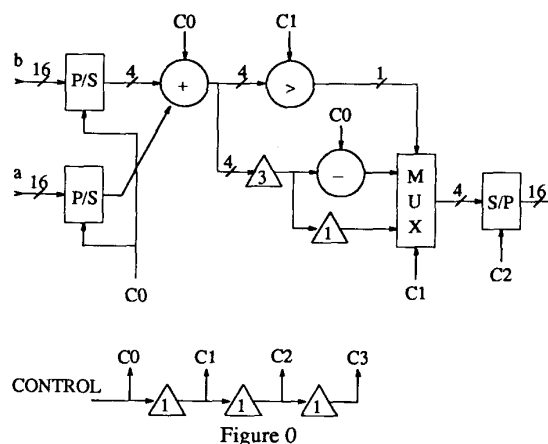 C0
C1
b
16
P/S
4
+
4
>
1
C0
a
16
P/S
4
3
−
M
U
X
4
S/P
16
1
C0
C1
C2
C0
C1
C2
C3
CONTROL
1
1
1
Figure 0